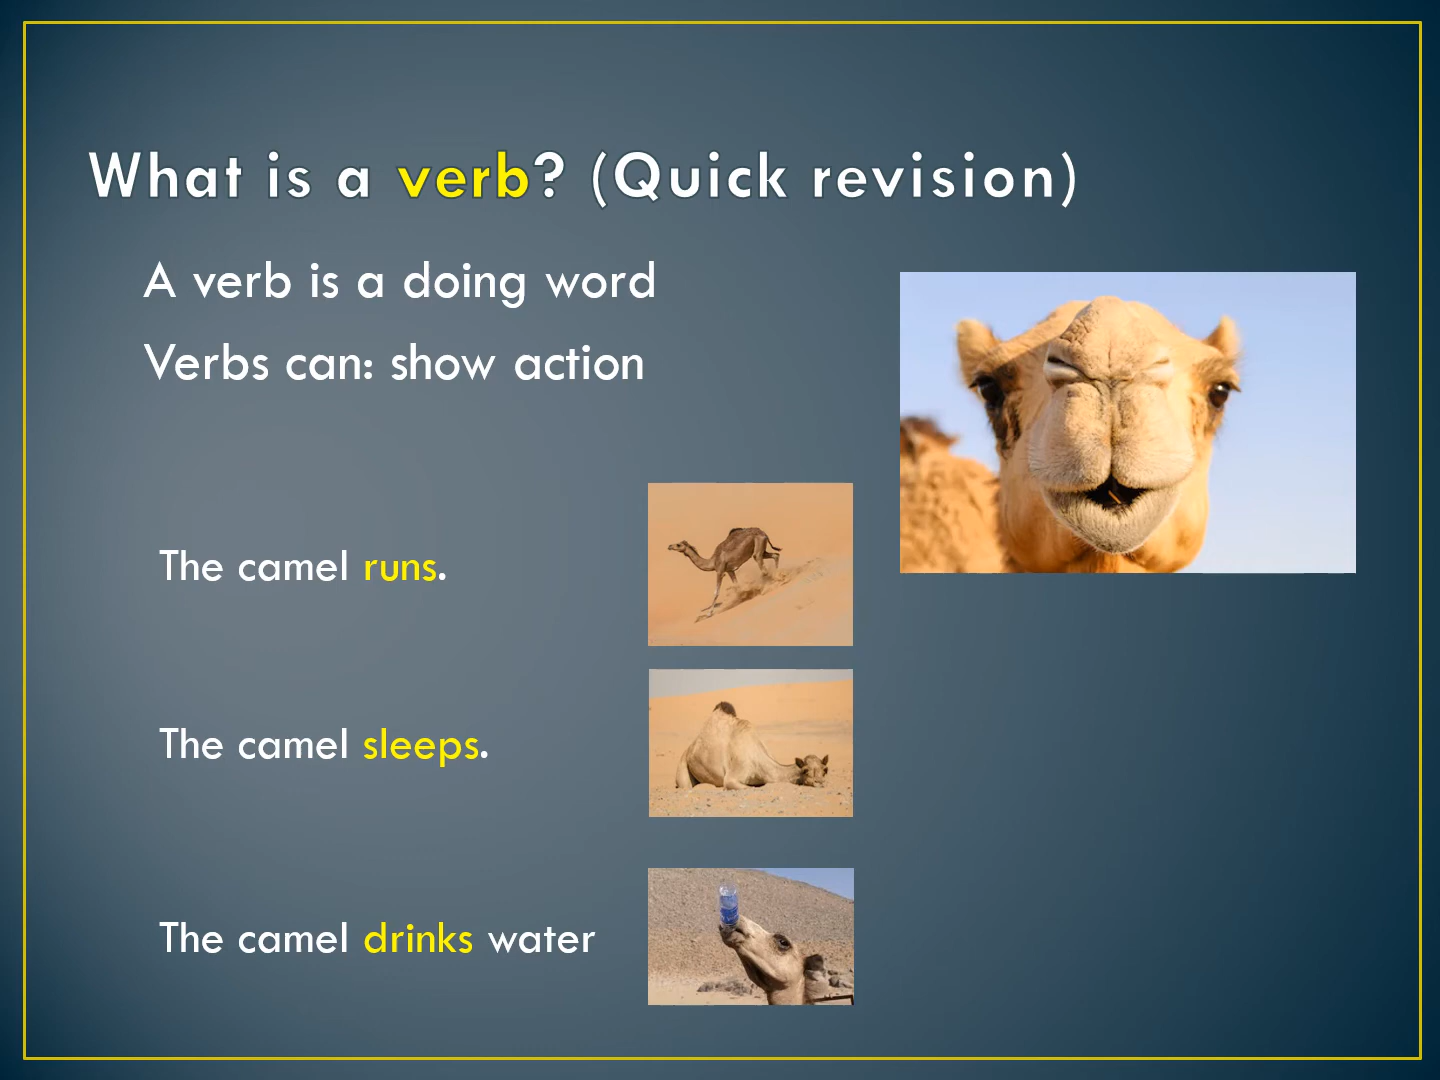 What is a verb? (Quick revision)
A verb is a doing word
Verbs can: show action
The camel runs.
The camel sleeps.
The camel drinks water